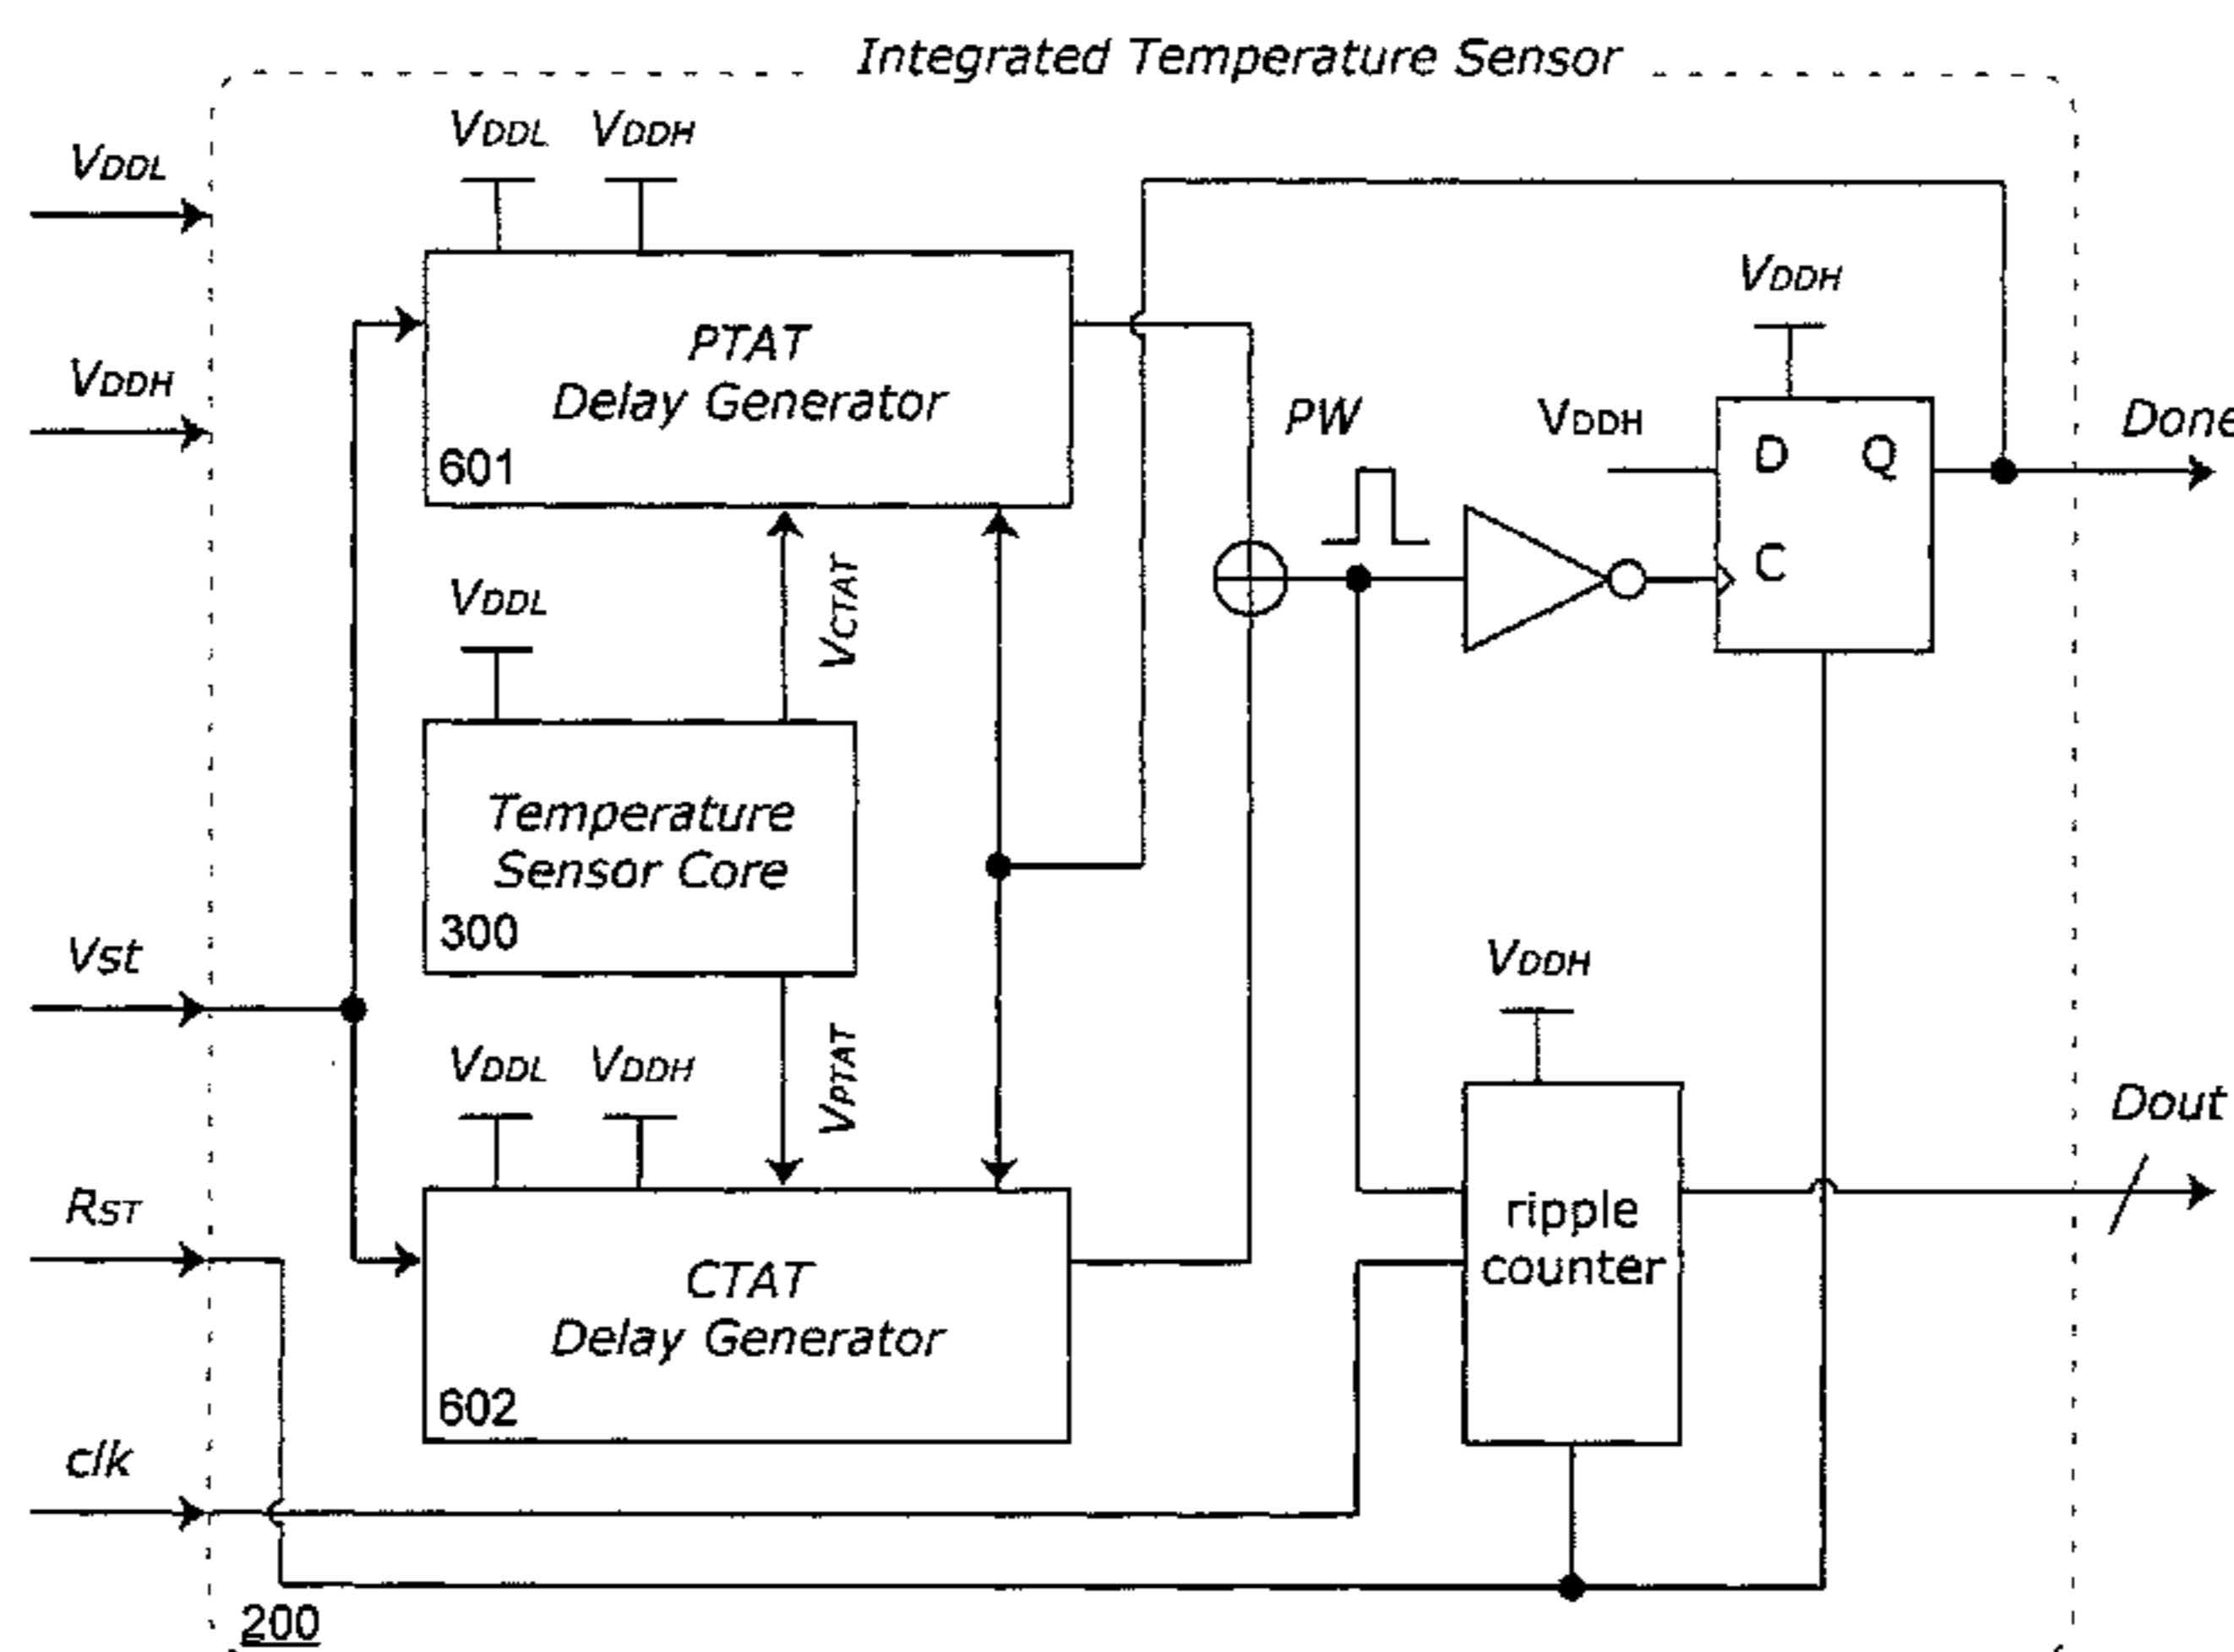 Integrated Temperature Sensor
VDDL
VDDH
VDDL
VDDH
PTAT
Delay Generator
601
VDDH
PW
VDDH
D Q
C
Done
VDDL
VCTAT
Temperature
Sensor Core
300
Vst
VDDL
VDDH
VPTAT
VDDH
RST
CTAT
Delay Generator
602
ripple
counter
Dout
clk
200